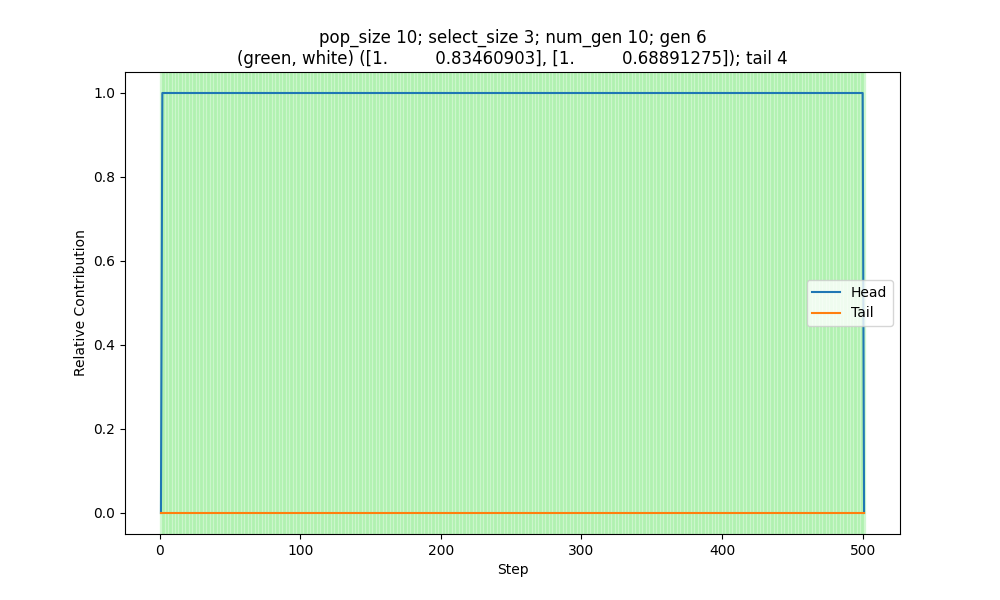 pop_size 10; select_size 3; num_gen 10; gen 6
(green, white) ([1.         0.83460903], [1.         0.68891275]); tail 4
Relative Contribution
1.0
0.8
0.6
0.4
0.2
0.0
Head
Tail
0 100 200 300 400 500
Step